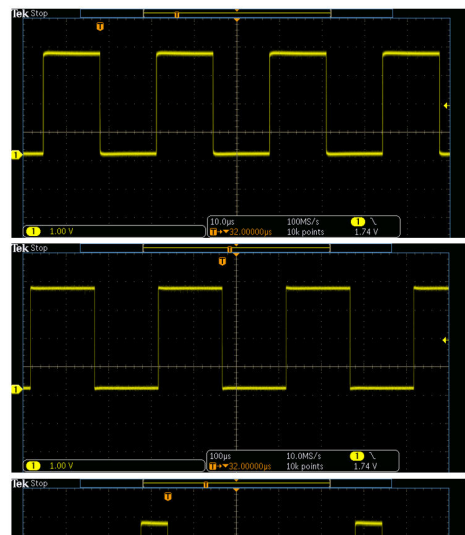 Tek Stop
T
T
1
10.0µs 100MS/s 1
1 1.00 V T→▼32.00000µs 10k points 1.74 V
Tek Stop
T
T
1
100µs 10.0MS/s 1
1 1.00 V T→▼32.00000µs 10k points 1.74 V
Tek Stop
T
T